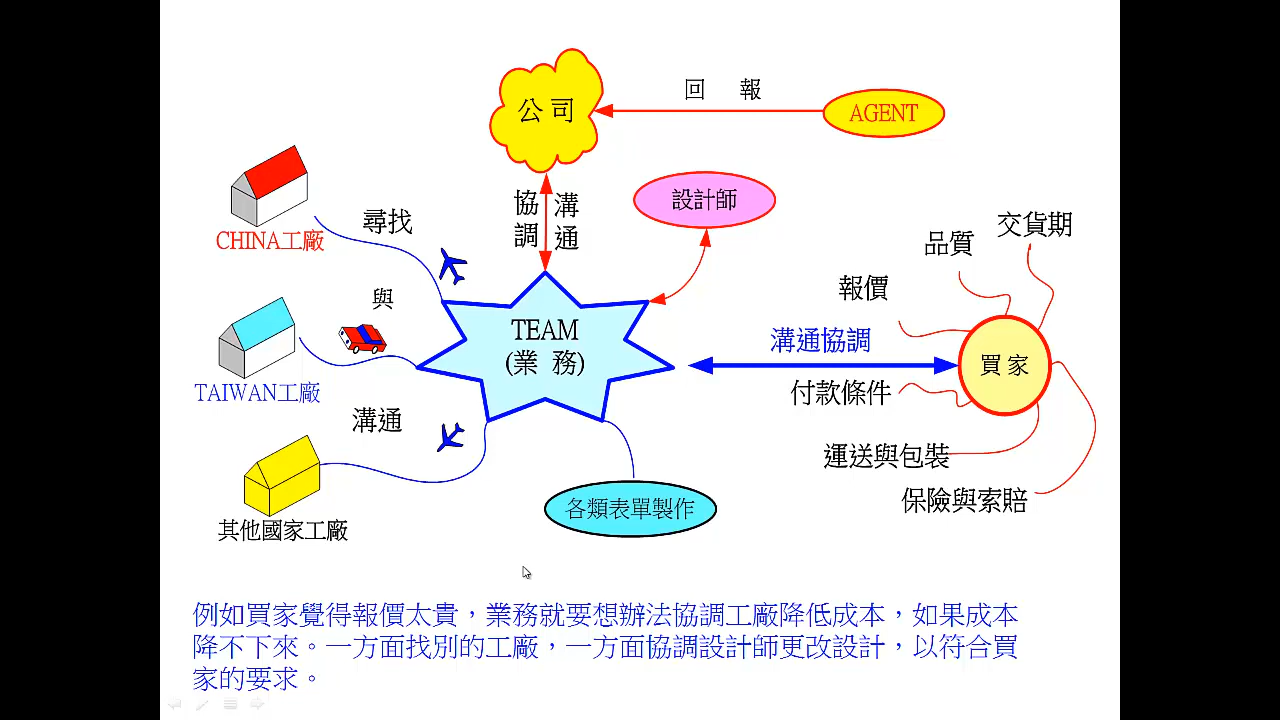 公司
回 報
AGENT
協調
溝通
設計師
尋找
CHINA工廠
與
TAIWAN工廠
溝通
其他國家工廠
TEAM
(業 務)
各類表單製作
溝通協調
買家
交貨期
品質
報價
付款條件
運送與包裝
保險與索賠
例如買家覺得報價太貴，業務就要想辦法協調工廠降低成本，如果成本
降不下來。一方面找別的工廠，一方面協調設計師更改設計，以符合買
家的要求。